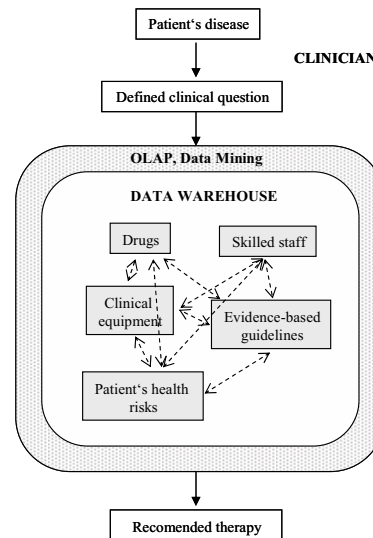 Patient‘s disease
CLINICIAN
Defined clinical question
OLAP, Data Mining
DATA WAREHOUSE
Drugs
Skilled staff
Clinical
equipment
Evidence-based
guidelines
Patient‘s health
risks
Recomended therapy